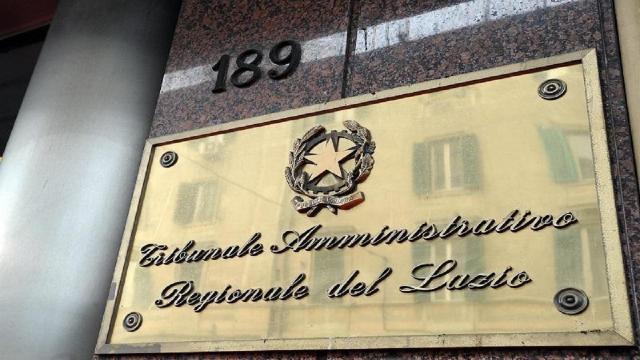 189
Tribunale Amministrativo
Regionale del Lazio